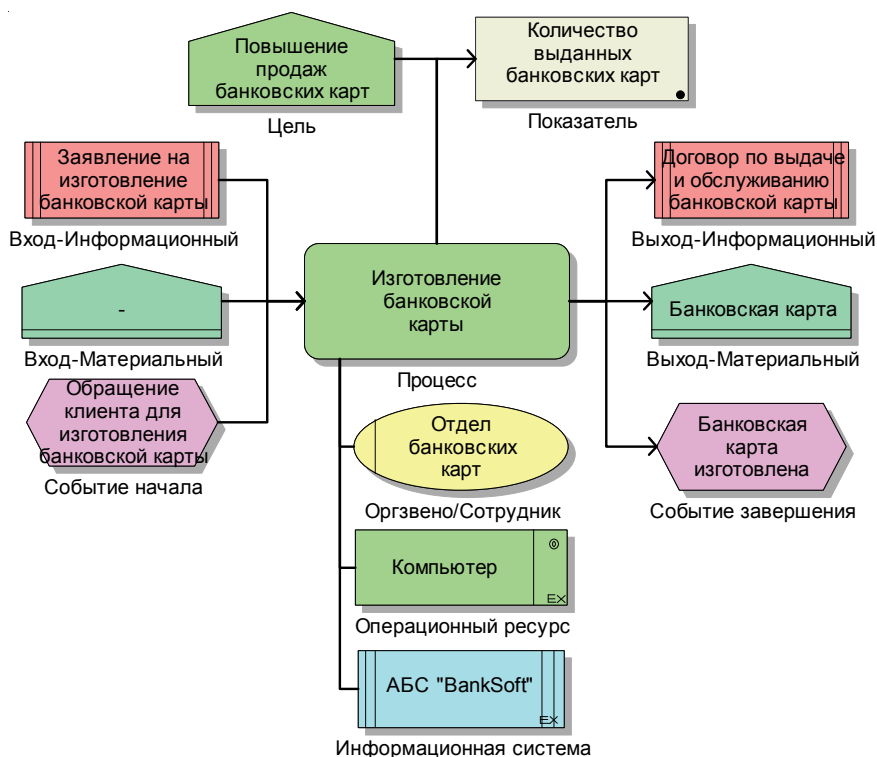 Повышение
продаж
банковских карт
Цель
Количество
выданных
банковских карт
Показатель
Заявление на
изготовление
банковской карты
Вход-Информационный
Договор по выдаче
и обслуживанию
банковской карты
Выход-Информационный
-
Вход-Материальный
Изготовление
банковской
карты
Процесс
Банковская карта
Выход-Материальный
Обращение
клиента для
изготовления
банковской карты
Событие начала
Отдел
банковских
карт
Оргзвено/Сотрудник
Банковская
карта
изготовлена
Событие завершения
Компьютер
EX
Операционный ресурс
АБС "BankSoft"
EX
Информационная система